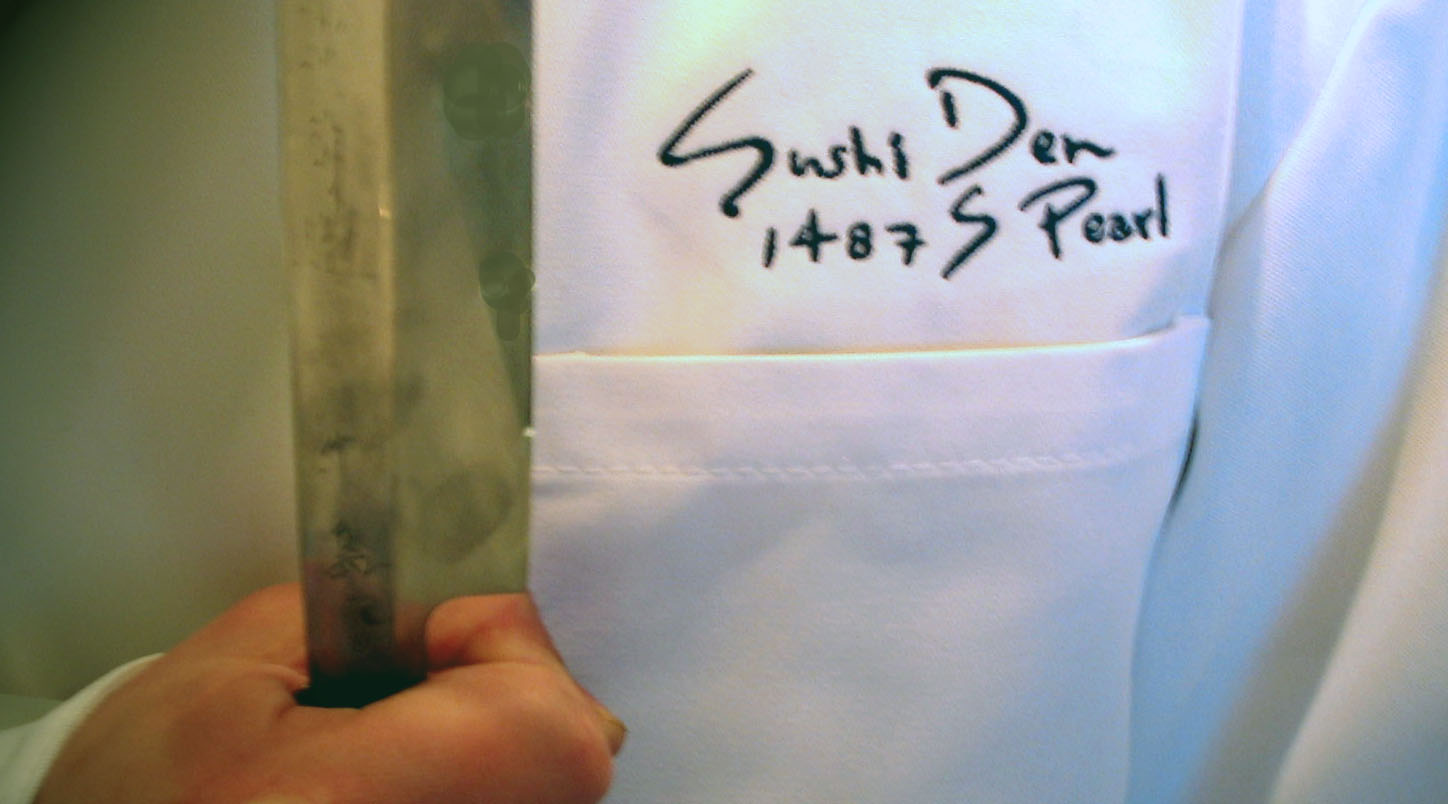 Sushi Den
1487 S Pearl